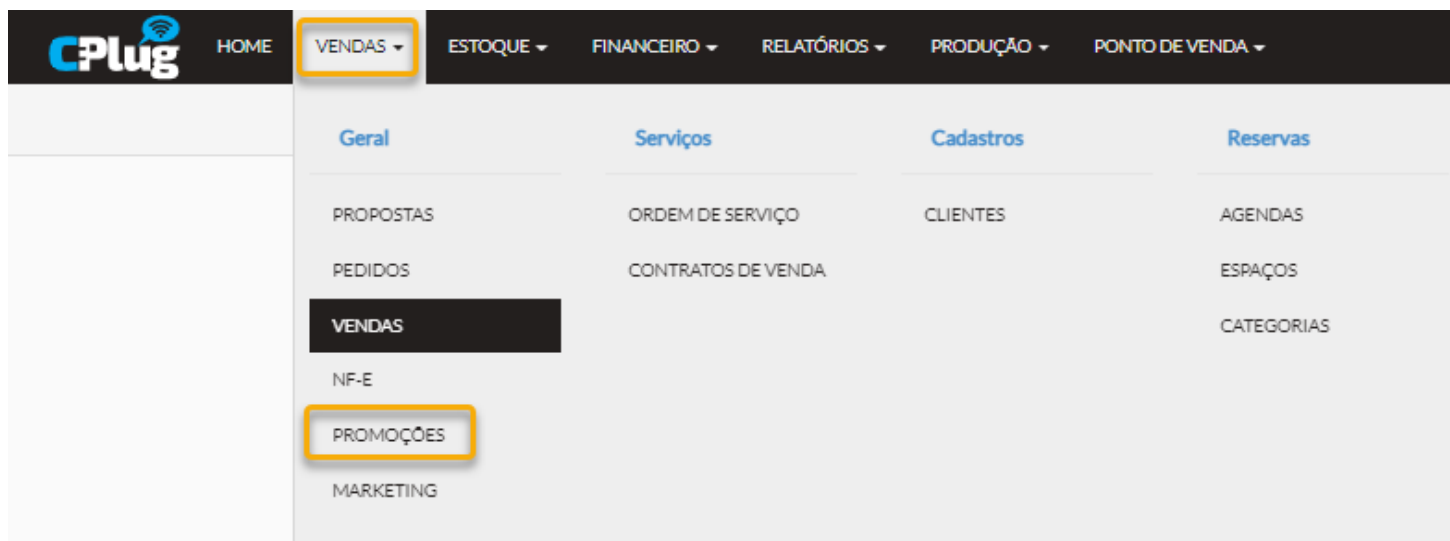 CPlug HOME VENDAS ESTOQUE FINANCEIRO RELATÓRIOS PRODUÇÃO PONTO DE VENDA
Geral Serviços Cadastros Reservas
PROPOSTAS ORDEM DE SERVIÇO CLIENTES AGENDAS
PEDIDOS CONTRATOS DE VENDA ESPAÇOS
VENDAS CATEGORIAS
NF-E
PROMOÇÕES
MARKETING